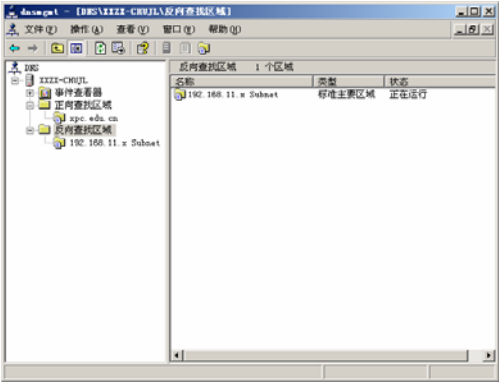 dnsmgmt - [DNS\XXZX-CHUJL\反向查找区域]
文件(F) 操作(A) 查看(V) 窗口(W) 帮助(H)
DNS
XXZX-CHUJL
事件查看器
正向查找区域
xpc.edu.cn
反向查找区域
192.168.11.x Subnet
反向查找区域 1 个区域
名称 类型 状态
192.168.11.x Subnet 标准主要区域 正在运行